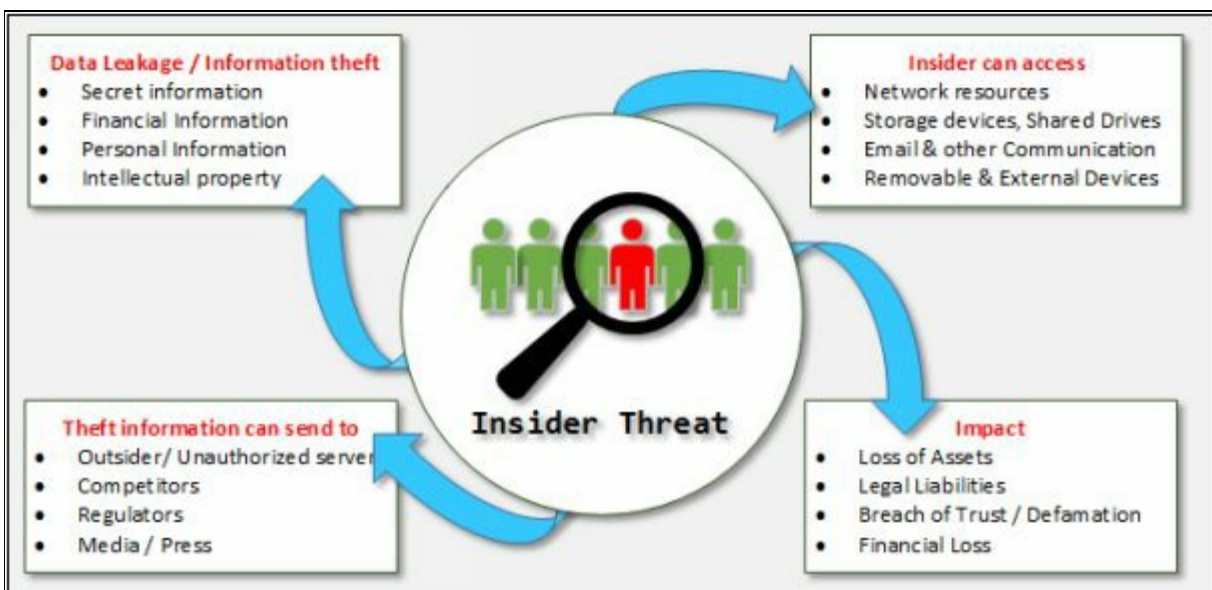 Data Leakage / Information theft
• Secret information
• Financial Information
• Personal Information
• Intellectual property
Insider can access
• Network resources
• Storage devices, Shared Drives
• Email & other Communication
• Removable & External Devices
Insider Threat
Theft information can send to
• Outsider/ Unauthorized server
• Competitors
• Regulators
• Media / Press
Impact
• Loss of Assets
• Legal Liabilities
• Breach of Trust / Defamation
• Financial Loss